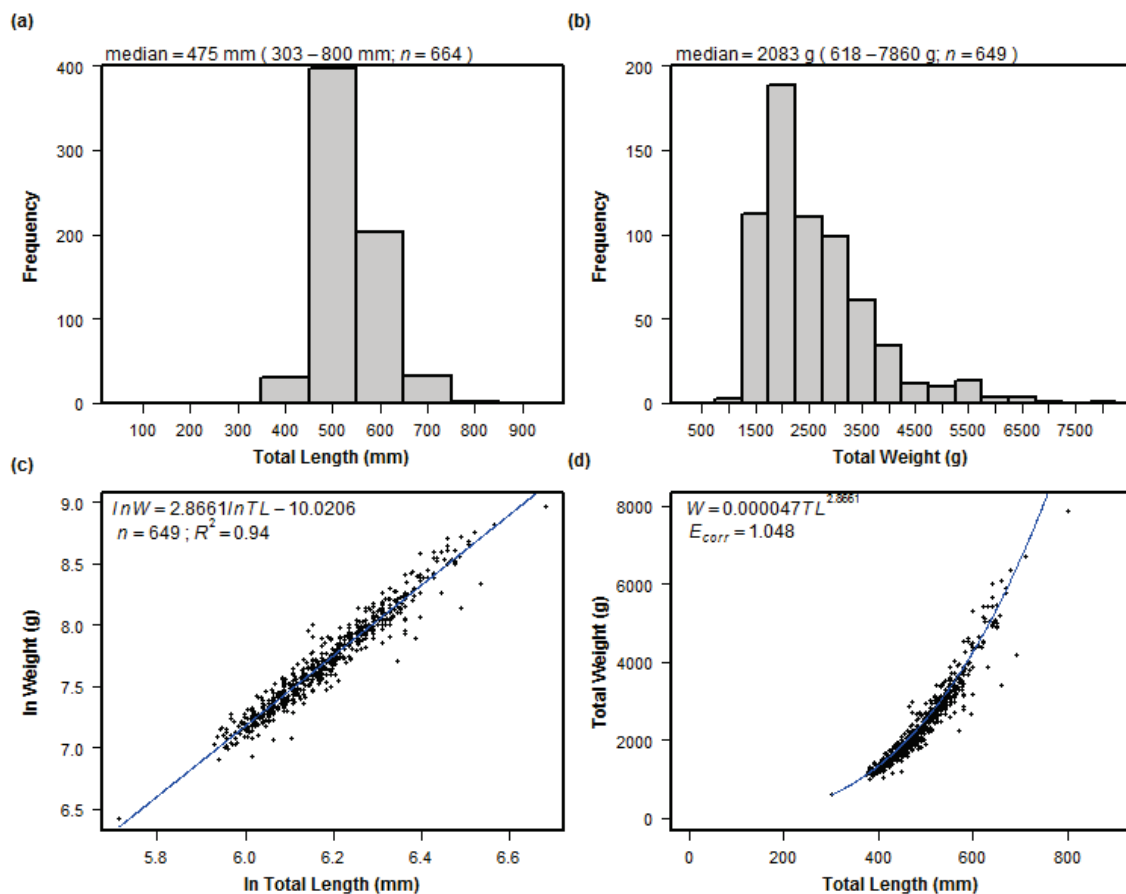 (a)
median = 475 mm ( 303 – 800 mm; n = 664 )
400
300
200
100
0
Frequency
100 200 300 400 500 600 700 800 900
Total Length (mm)
(b)
median = 2083 g ( 618 – 7860 g; n = 649 )
200
150
100
50
0
Frequency
500 1500 2500 3500 4500 5500 6500 7500
Total Weight (g)
(c)
lnW = 2.8661lnTL – 10.0206
n = 649 ; R² = 0.94
9.0
8.5
8.0
7.5
7.0
6.5
ln Weight (g)
5.8 6.0 6.2 6.4 6.6
ln Total Length (mm)
(d)
W = 0.000047TL^2.8661
E_corr = 1.048
8000
6000
4000
2000
0
Total Weight (g)
0 200 400 600 800
Total Length (mm)